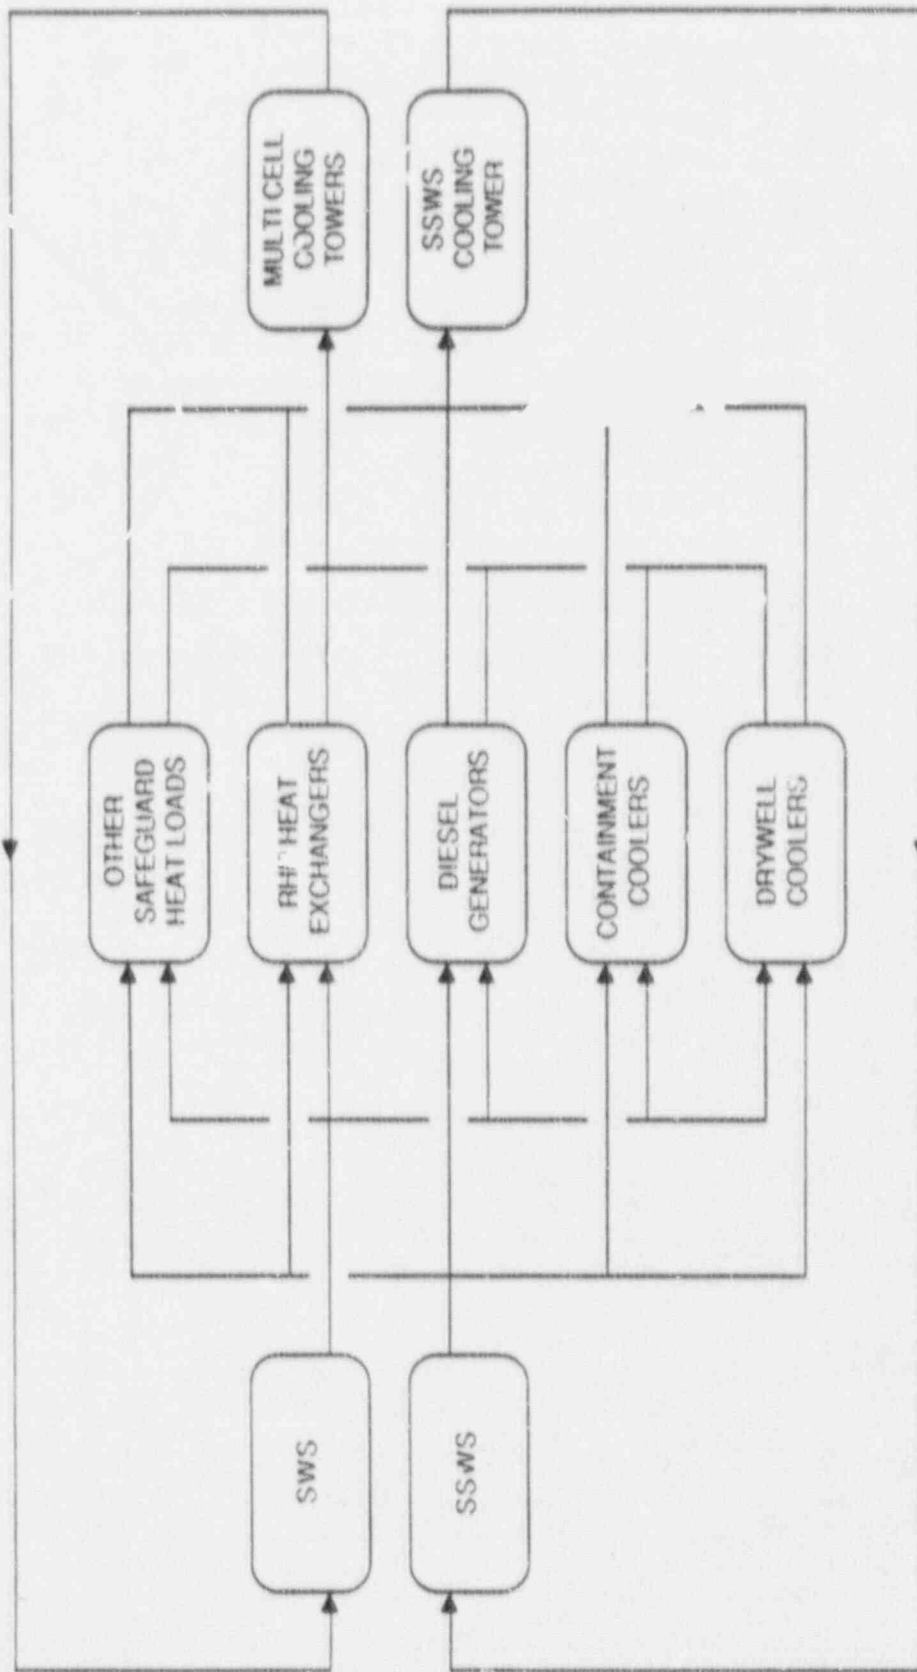 MULTI CELL
COOLING
TOWERS
SSWS
COOLING
TOWER
OTHER
SAFEGUARD
HEAT LOADS
HEAT
EXCHANGERS
DIESEL
GENERATORS
CONTAINMENT
COOLERS
DRYWELL
COOLERS
SWS
SSWS